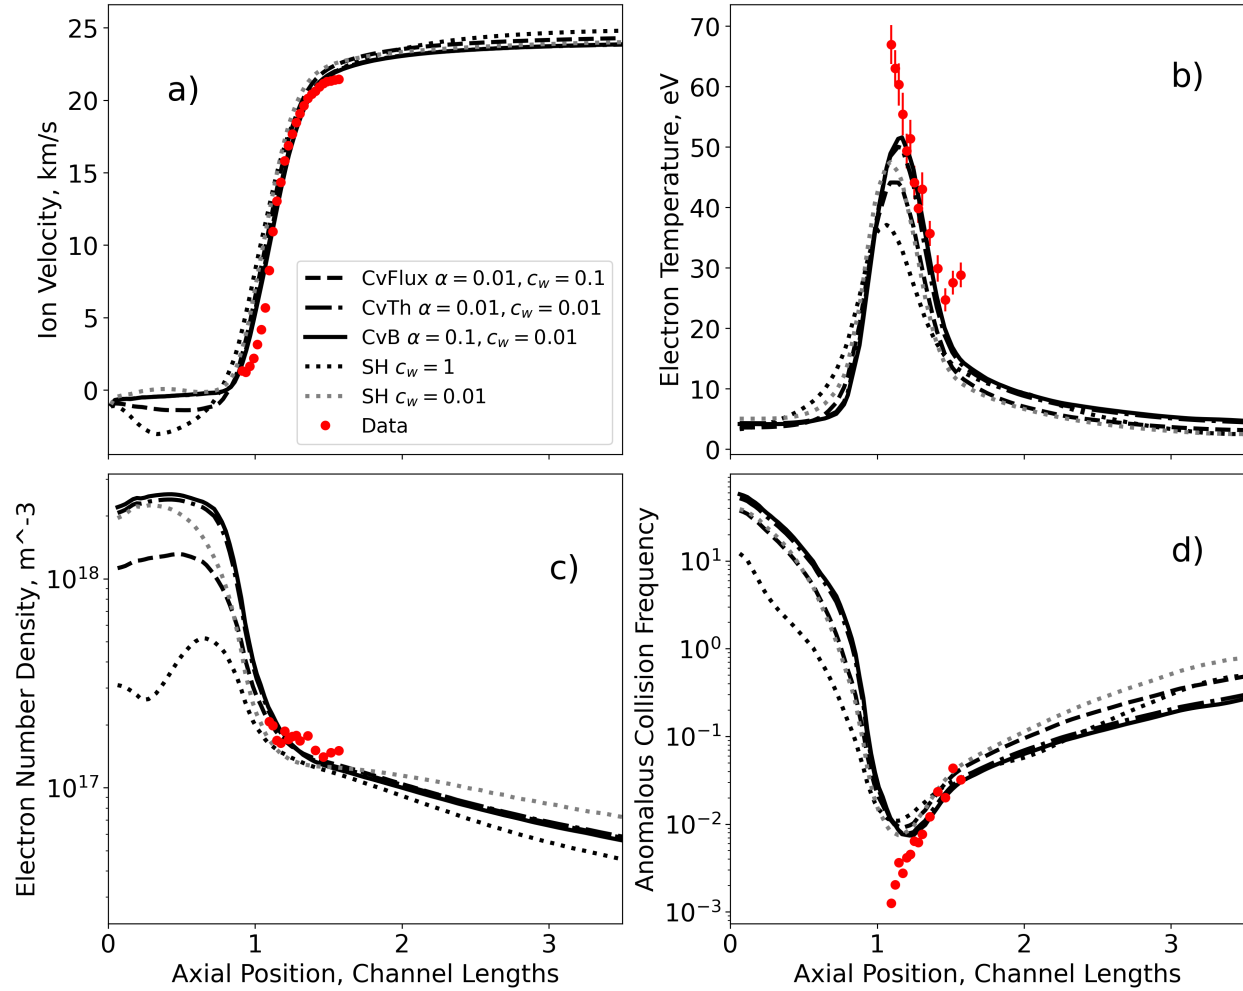 25
20
15
10
5
0
Ion Velocity, km/s
a)
CvFlux α = 0.01, c_w = 0.1
CvTh α = 0.01, c_w = 0.01
CvB α = 0.1, c_w = 0.01
SH c_w = 1
SH c_w = 0.01
Data
70
60
50
40
30
20
10
0
Electron Temperature, eV
b)
10^18
10^17
Electron Number Density, m^-3
c)
0
1
2
3
Axial Position, Channel Lengths
10^1
10^0
10^−1
10^−2
10^−3
Anomalous Collision Frequency
d)
0
1
2
3
Axial Position, Channel Lengths